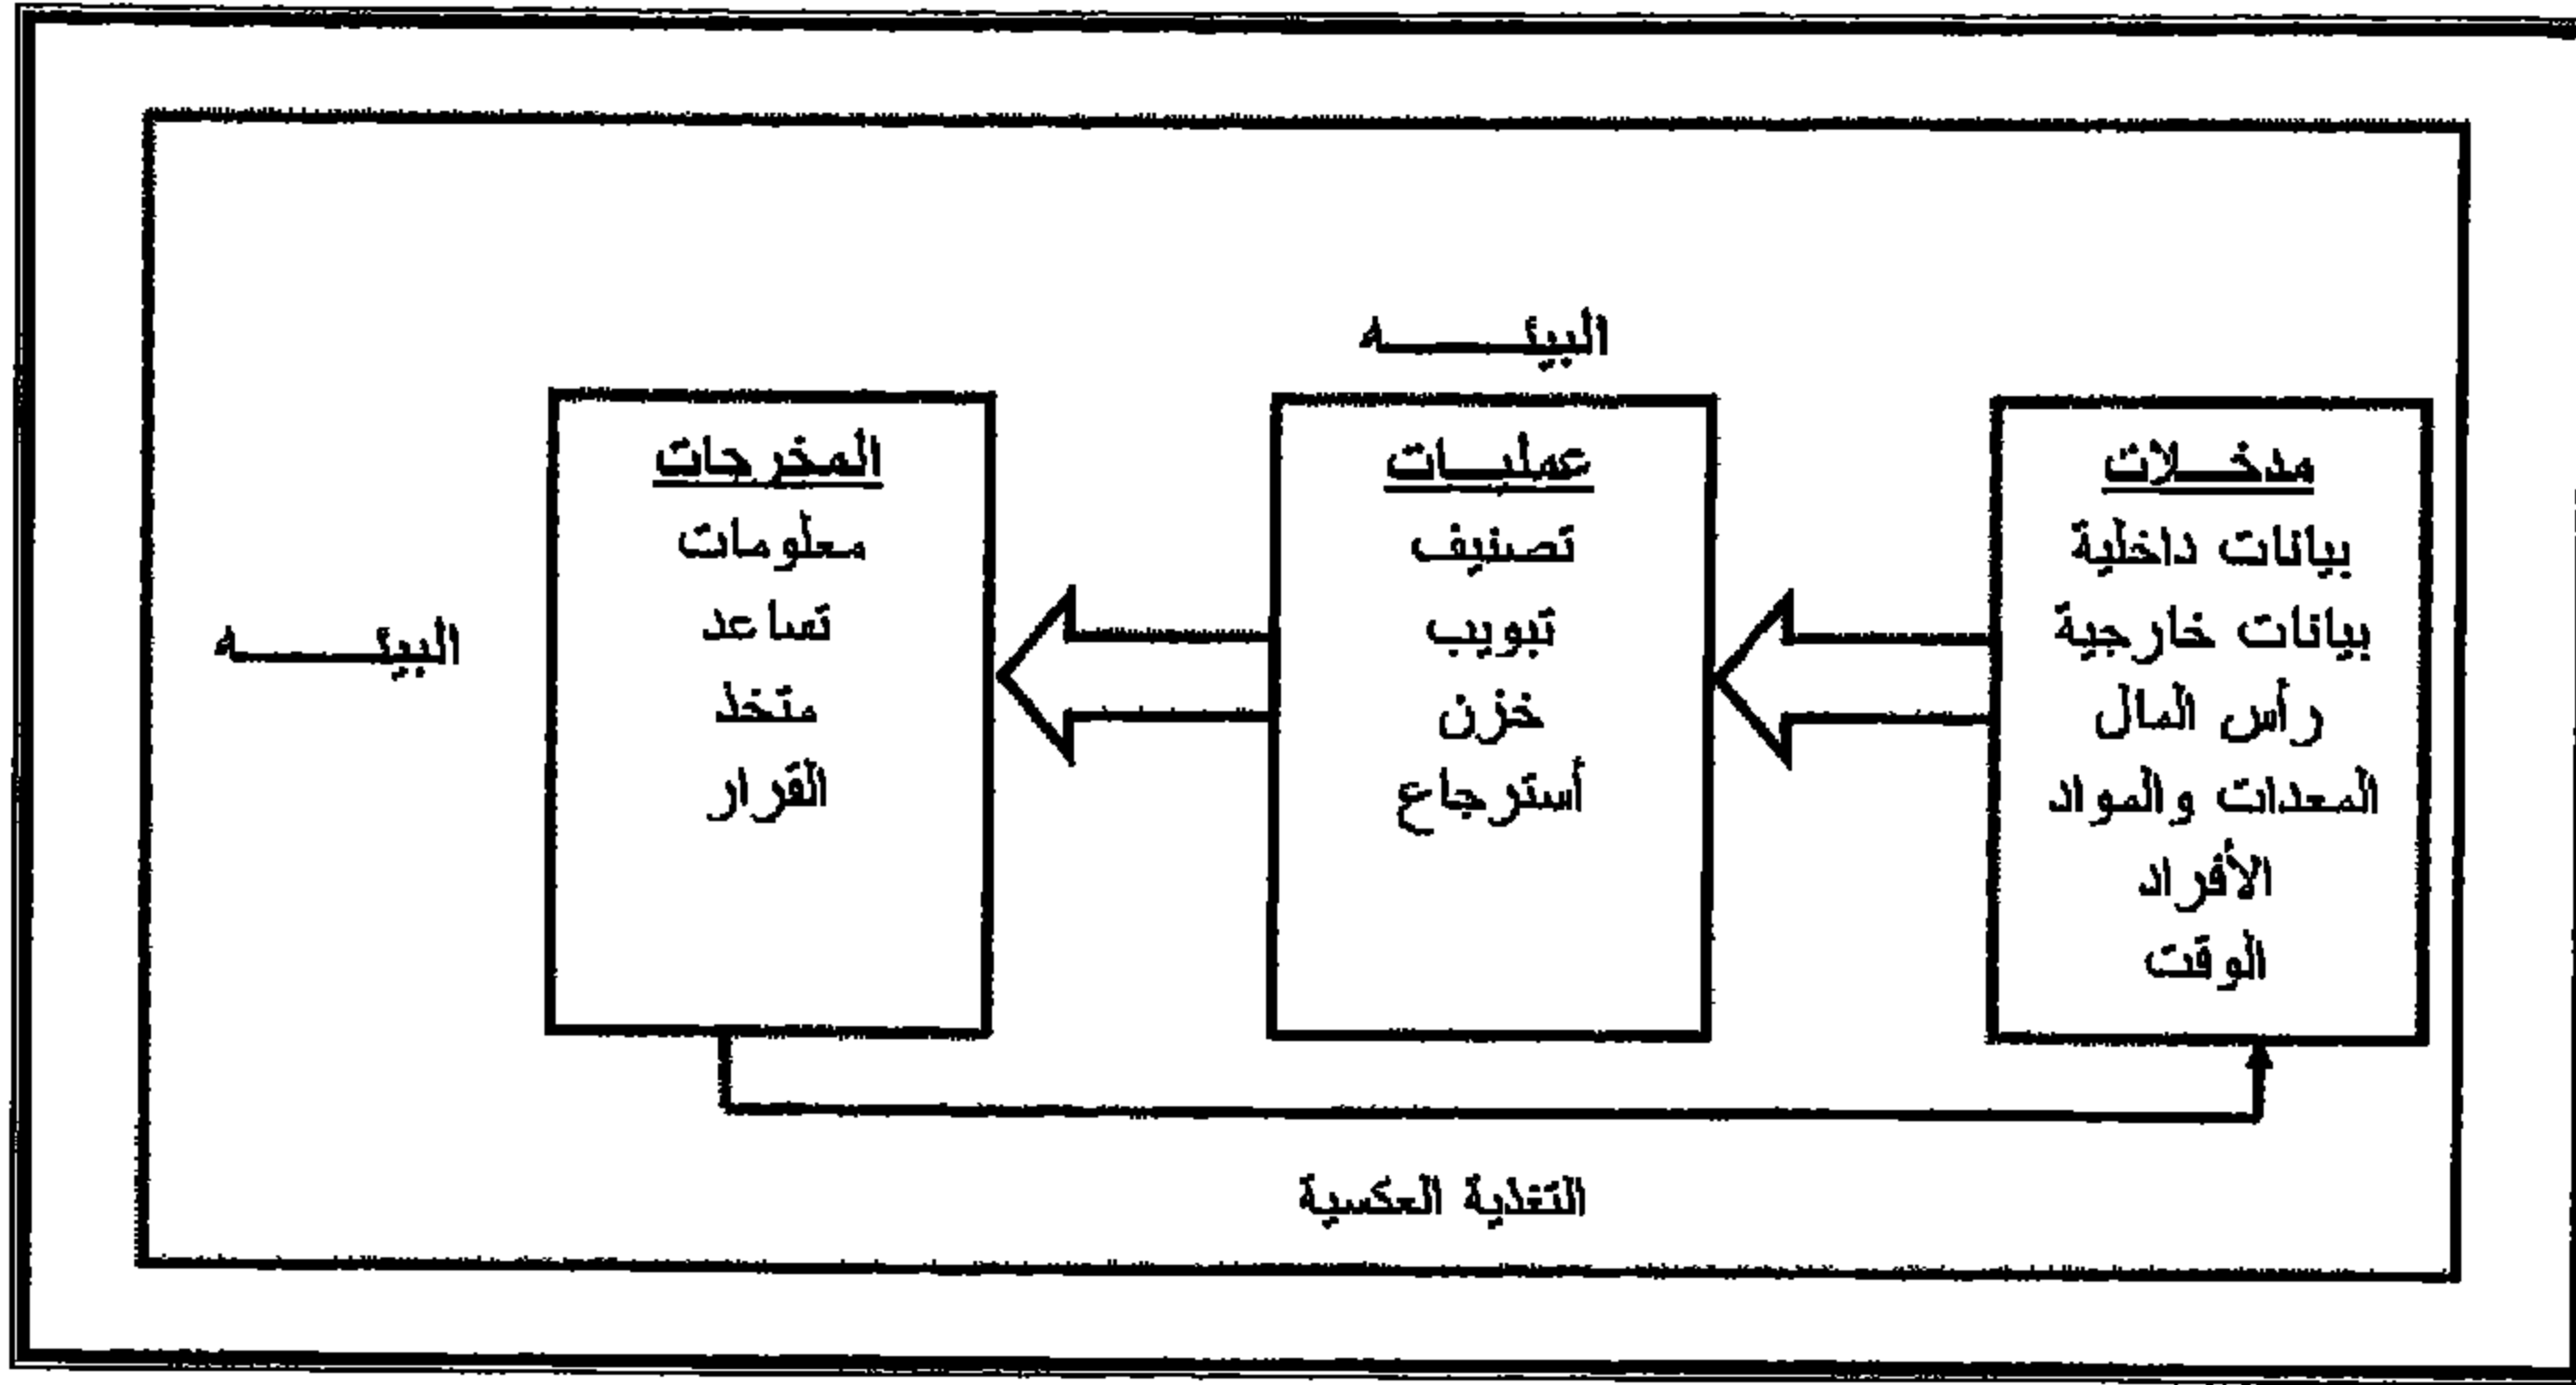 البيئـــــه
مدخـــلات
بيانات داخلية
بيانات خارجية
رأس المال
المعدات والمواد
الأفراد
الوقت
عمليـــات
تصنيف
تبويب
خزن
أسترجاع
المخرجات
معلومات
تساعد
متخذ
القرار
البيئـــــه
التغذية العكسية